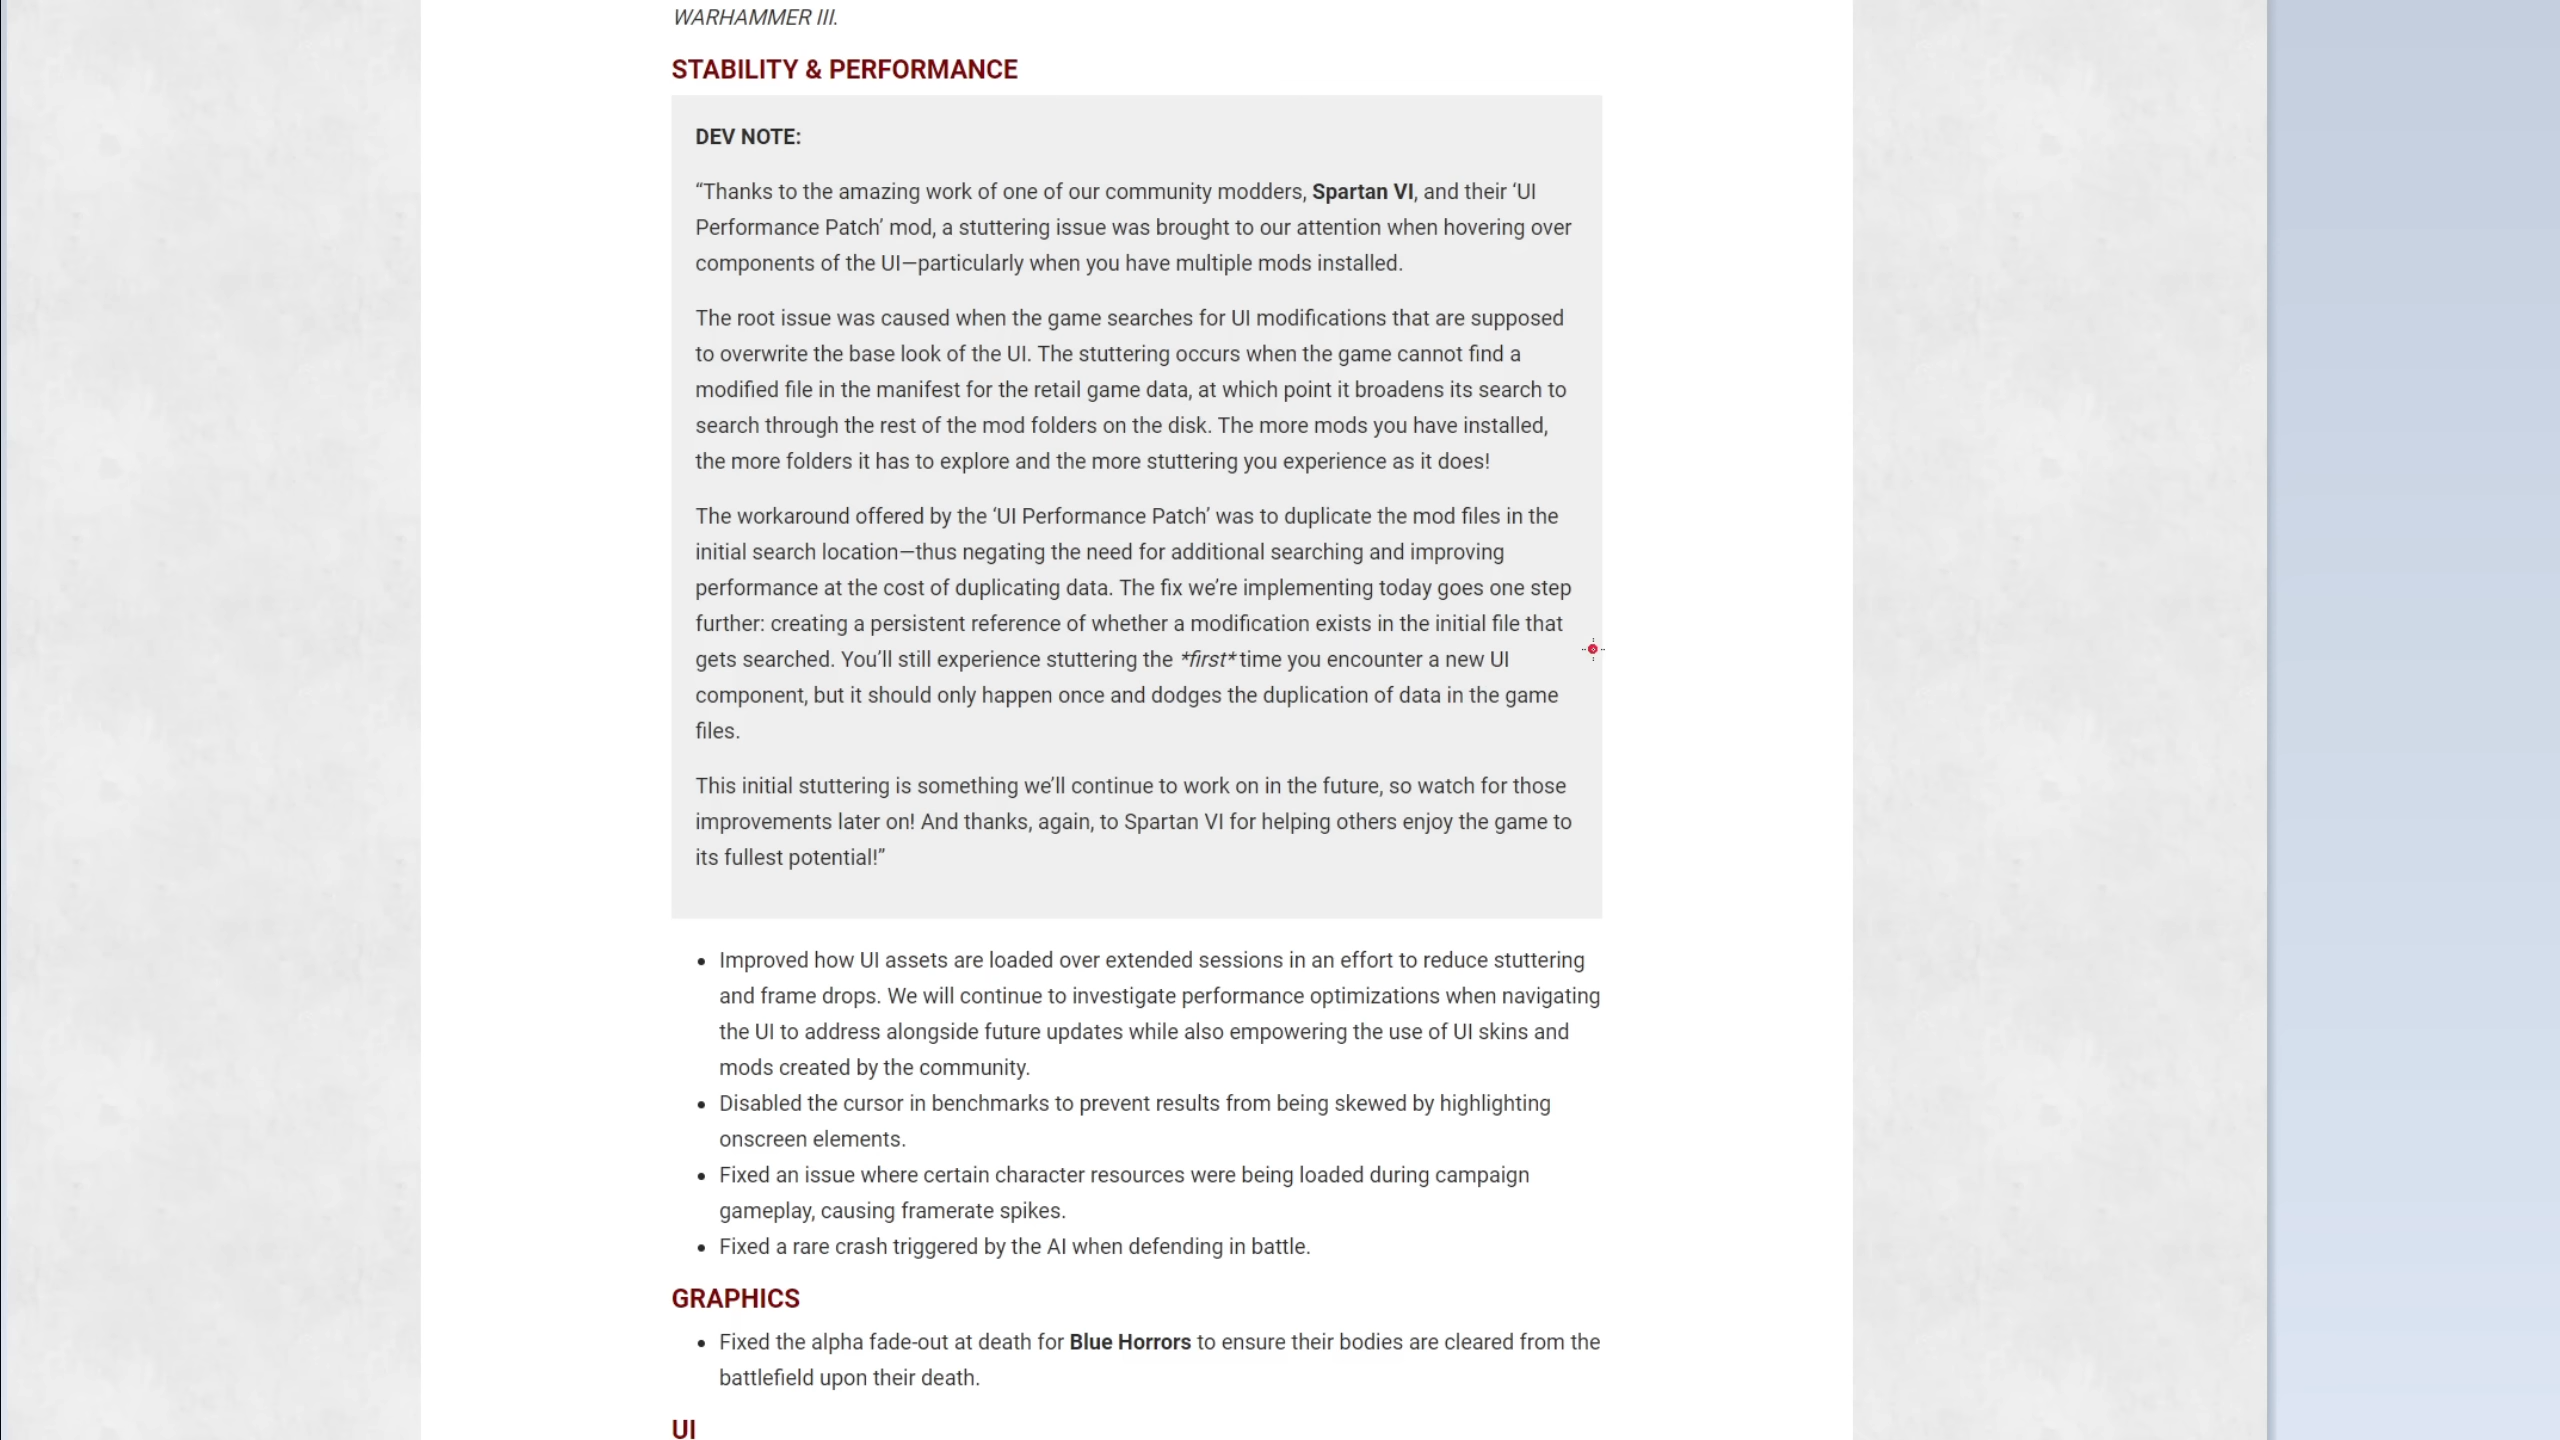 WARHAMMER III.
STABILITY & PERFORMANCE
DEV NOTE:
“Thanks to the amazing work of one of our community modders, Spartan VI, and their ‘UI
Performance Patch’ mod, a stuttering issue was brought to our attention when hovering over
components of the UI—particularly when you have multiple mods installed.
The root issue was caused when the game searches for UI modifications that are supposed
to overwrite the base look of the UI. The stuttering occurs when the game cannot find a
modified file in the manifest for the retail game data, at which point it broadens its search to
search through the rest of the mod folders on the disk. The more mods you have installed,
the more folders it has to explore and the more stuttering you experience as it does!
The workaround offered by the ‘UI Performance Patch’ was to duplicate the mod files in the
initial search location—thus negating the need for additional searching and improving
performance at the cost of duplicating data. The fix we’re implementing today goes one step
further: creating a persistent reference of whether a modification exists in the initial file that
gets searched. You’ll still experience stuttering the *first* time you encounter a new UI
component, but it should only happen once and dodges the duplication of data in the game
files.
This initial stuttering is something we’ll continue to work on in the future, so watch for those
improvements later on! And thanks, again, to Spartan VI for helping others enjoy the game to
its fullest potential!”
• Improved how UI assets are loaded over extended sessions in an effort to reduce stuttering
and frame drops. We will continue to investigate performance optimizations when navigating
the UI to address alongside future updates while also empowering the use of UI skins and
mods created by the community.
• Disabled the cursor in benchmarks to prevent results from being skewed by highlighting
onscreen elements.
• Fixed an issue where certain character resources were being loaded during campaign
gameplay, causing framerate spikes.
• Fixed a rare crash triggered by the AI when defending in battle.
GRAPHICS
• Fixed the alpha fade-out at death for Blue Horrors to ensure their bodies are cleared from the
battlefield upon their death.
UI